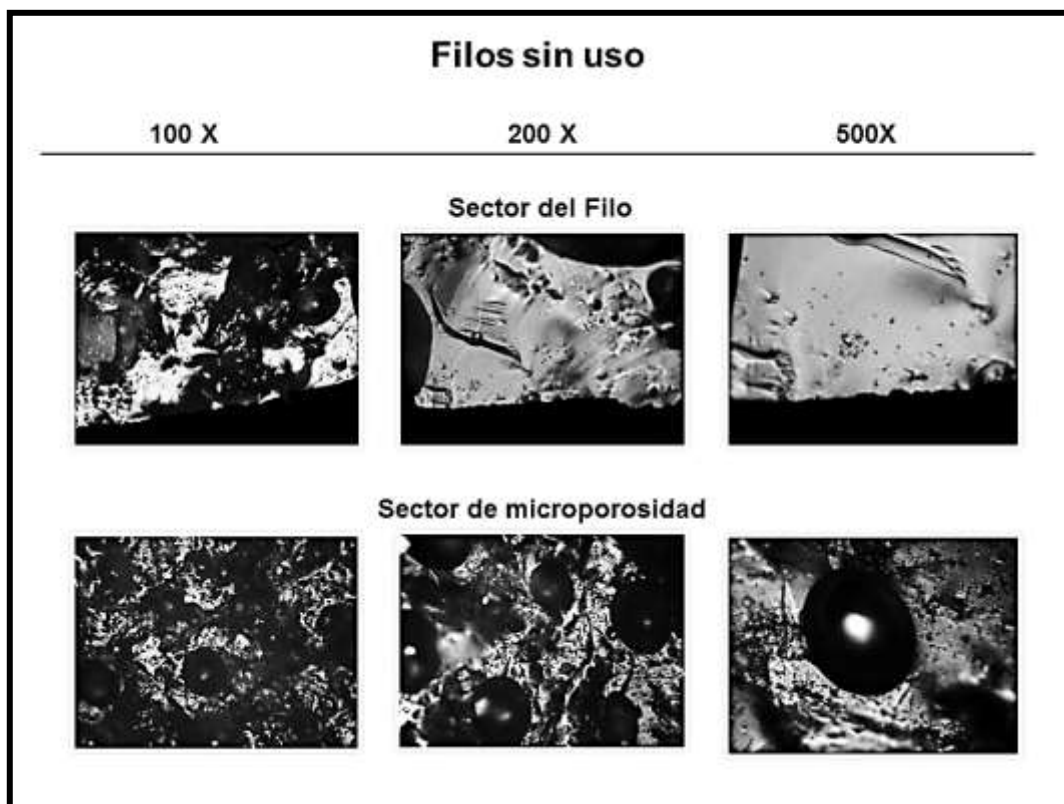 Filos sin uso
100 X 200 X 500X
Sector del Filo
Sector de microporosidad